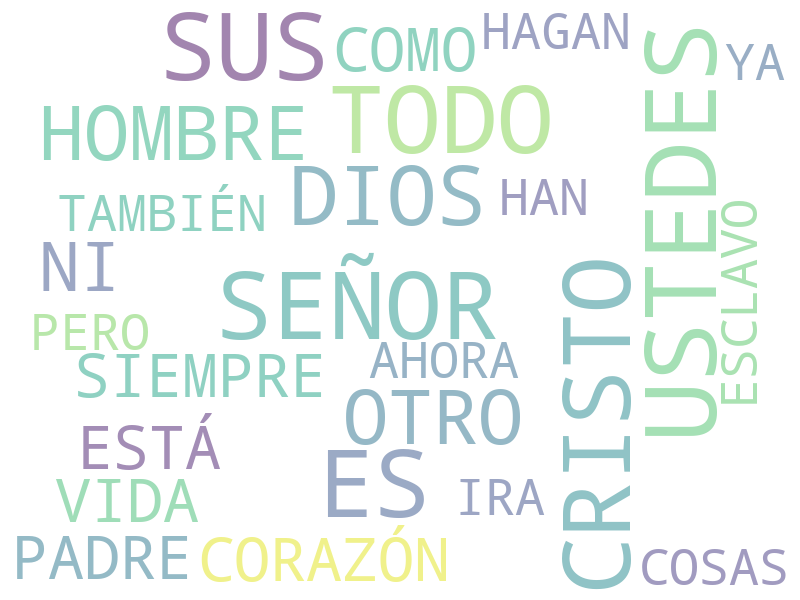 SUS
COMO
HAGAN
YA
HOMBRE
TODO
USTEDES
TAMBIÉN
DIOS
HAN
ESCLAVO
NI
SEÑOR
CRISTO
PERO
SIEMPRE
AHORA
OTRO
ESTÁ
ES
VIDA
IRA
PADRE
CORAZÓN
COSAS